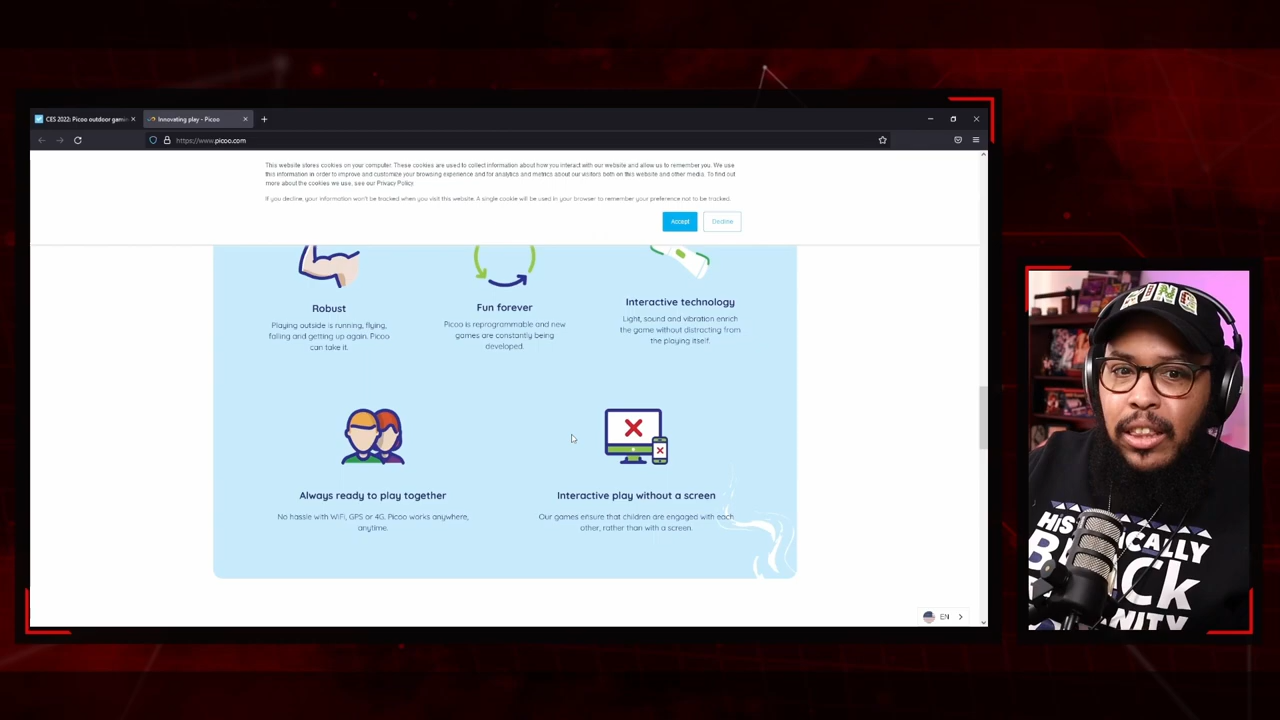 CES 2022: Picoo outdoor gamin
Innovating play - Picoo
https://www.picoo.com
This website stores cookies on your computer. These cookies are used to collect information about how you interact with our website and allow us to remember you. We use
this information in order to improve and customize your browsing experience and for analytics and metrics about our visitors both on this website and other media. To find out
more about the cookies we use, see our Privacy Policy.
If you decline, your information won't be tracked when you visit this website. A single cookie will be used in your browser to remember your preference not to be tracked.
Accept
Decline
Robust
Playing outside is running, flying,
falling and getting up again. Picoo
can take it.
Fun forever
Picoo is reprogrammable and new
games are constantly being
developed.
Interactive technology
Light, sound and vibration enrich
the game without distracting from
the playing itself.
Always ready to play together
No hassle with WiFi, GPS or 4G. Picoo works anywhere,
anytime.
Interactive play without a screen
Our games ensure that children are engaged with each
other, rather than with a screen.
EN